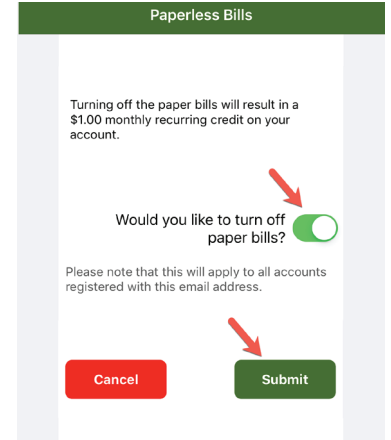 Paperless Bills
Turning off the paper bills will result in a
$1.00 monthly recurring credit on your
account.
Would you like to turn off
paper bills?
Please note that this will apply to all accounts
registered with this email address.
Cancel
Submit